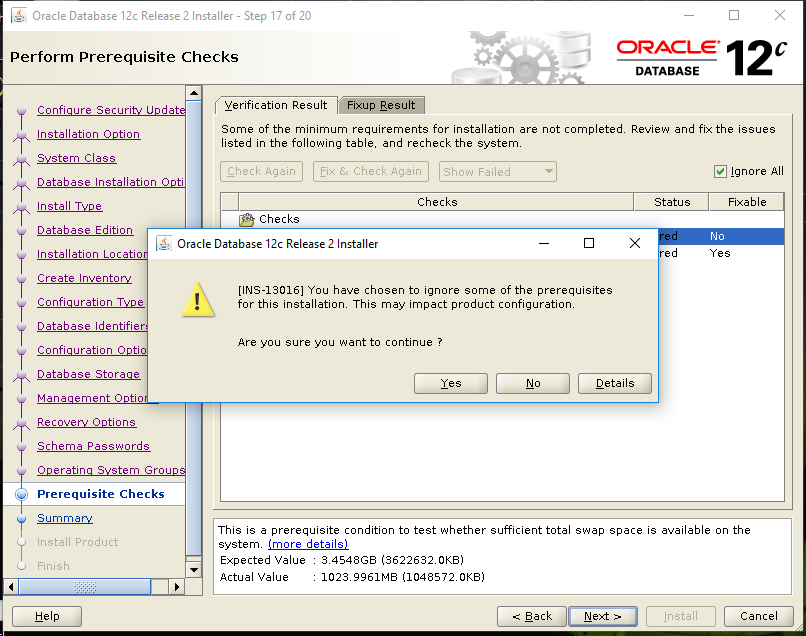 Oracle Database 12c Release 2 Installer - Step 17 of 20
Perform Prerequisite Checks
ORACLE
DATABASE
12c
Configure Security Update
Installation Option
System Class
Database Installation Opti
Install Type
Database Edition
Installation Location
Create Inventory
Configuration Type
Database Identifiers
Configuration Optio
Database Storage
Management Option
Recovery Options
Schema Passwords
Operating System Groups
Prerequisite Checks
Summary
Install Product
Finish
Verification Result
Fixup Result
Some of the minimum requirements for installation are not completed. Review and fix the issues
listed in the following table, and recheck the system.
Check Again
Fix & Check Again
Show Failed
Ignore All
Checks
Status
Fixable
Checks
red
No
red
Yes
Oracle Database 12c Release 2 Installer
[INS-13016] You have chosen to ignore some of the prerequisites
for this installation. This may impact product configuration.
Are you sure you want to continue ?
Yes
No
Details
This is a prerequisite condition to test whether sufficient total swap space is available on the
system. (more details)
Expected Value : 3.4548GB (3622632.0KB)
Actual Value : 1023.9961MB (1048572.0KB)
Help
< Back
Next >
Install
Cancel